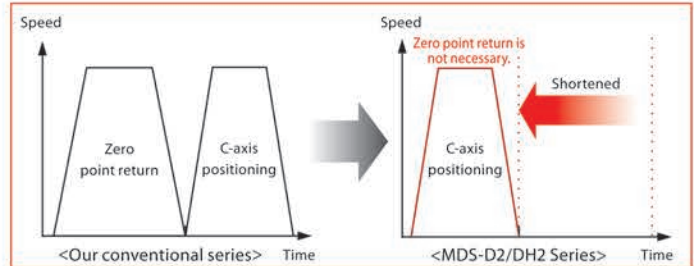 Speed
Zero
point return
C-axis
positioning
<Our conventional series>
Time
Speed
Zero point return is
not necessary.
Shortened
C-axis
positioning
<MDS-D2/DH2 Series>
Time